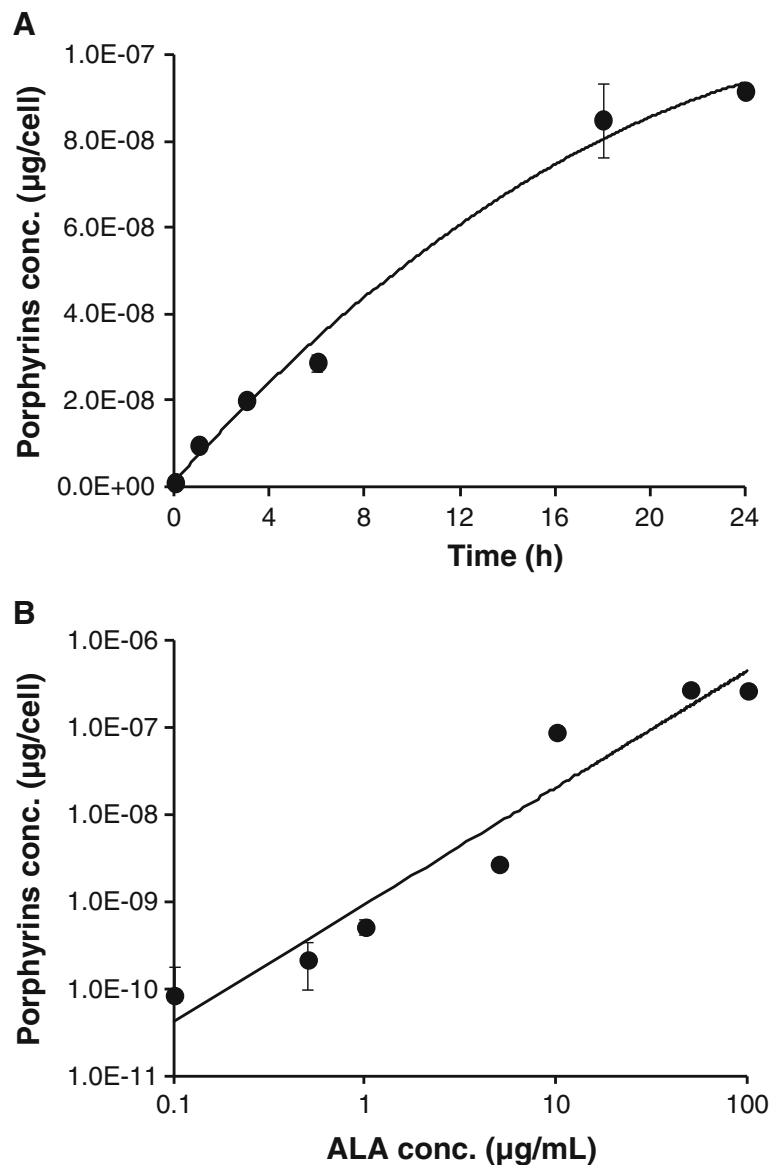 A
Porphyrins conc. (µg/cell)
1.0E-07
8.0E-08
6.0E-08
4.0E-08
2.0E-08
0.0E+00
0 4 8 12 16 20 24
Time (h)
B
Porphyrins conc. (µg/cell)
1.0E-06
1.0E-07
1.0E-08
1.0E-09
1.0E-10
1.0E-11
0.1 1 10 100
ALA conc. (µg/mL)